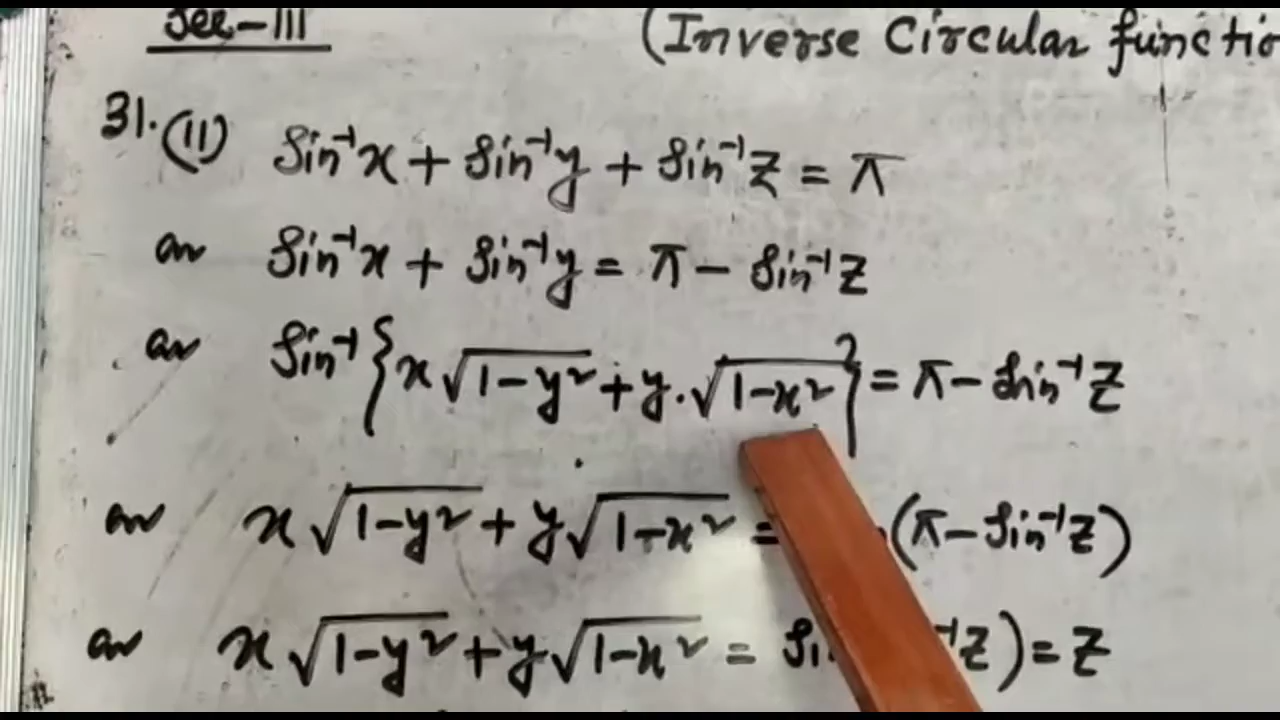 Sec-III
(Inverse Circular functio
31. (II) Sin⁻¹x + Sin⁻¹y + Sin⁻¹z = π
or Sin⁻¹x + Sin⁻¹y = π - Sin⁻¹z
or Sin⁻¹{x√(1-y²) + y.√(1-x²)} = π - Sin⁻¹z
or x√(1-y²) + y√(1-x²) = (π - Sin⁻¹z)
or x√(1-y²) + y√(1-x²) = Si ⁻¹z) = z